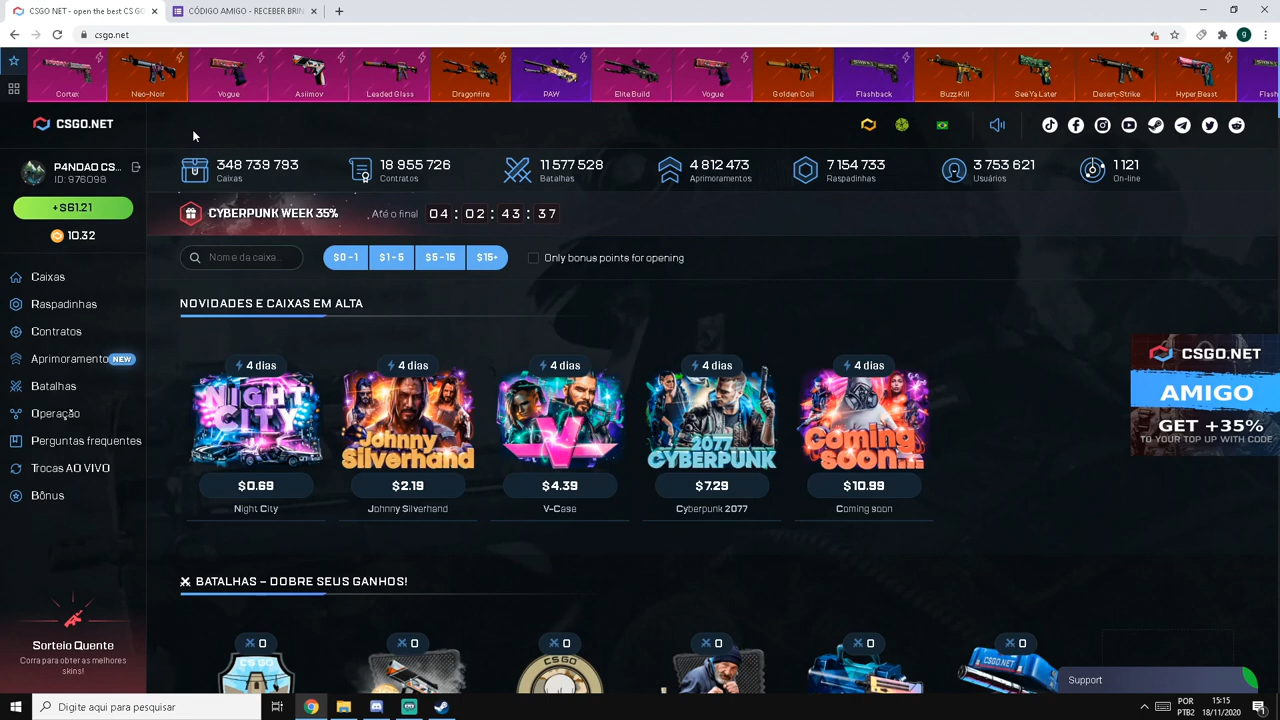 CSGO NET - open the best CS GO
CÓDIGO AMIGO - RECEBER BRIN
csgo.net
g
Cortex
Neo-Noir
Vogue
Asiimov
Leaded Glass
Dragonfire
PAW
Elite Build
Vogue
Golden Coil
Flashback
Buzz Kill
See Ya Later
Desert-Strike
Hyper Beast
Flash
CSGO.NET
P4NDAO CS...
ID: 976098
+$61.21
10.32
348 739 793
Caixas
18 955 726
Contratos
11 577 528
Batalhas
4 812 473
Aprimoramentos
7 154 733
Raspadinhas
3 753 621
Usuários
1 121
On-line
CYBERPUNK WEEK 35%
Até o final
04 : 02 : 43 : 37
Nome de caixa...
$0 - 1
$1 - 5
$5 - 15
$15+
Only bonus points for opening
Caixas
Raspadinhas
Contratos
Aprimoramento
NEW
Batalhas
Operação
Perguntas frequentes
Trocas AO VIVO
Bônus
NOVIDADES E CAIXAS EM ALTA
4 dias
4 dias
4 dias
4 dias
4 dias
NIGHT CITY
Johnny Silverhand
V
2077 CYBERPUNK
Coming soon...
$0.69
$2.19
$4.39
$7.29
$10.99
Night City
Johnny Silverhand
V-Case
Cyberpunk 2077
Coming soon
CSGO.NET
AMIGO
GET +35%
TO YOUR TOP UP WITH CODE
BATALHAS – DOBRE SEUS GANHOS!
0
0
0
0
0
0
CS GO
CS GO
CSGO.NET
Sorteio Quente
Corra para obter as melhores
skins!
Support
Digite aqui para pesquisar
POR
PTB2
15:15
18/11/2020
1